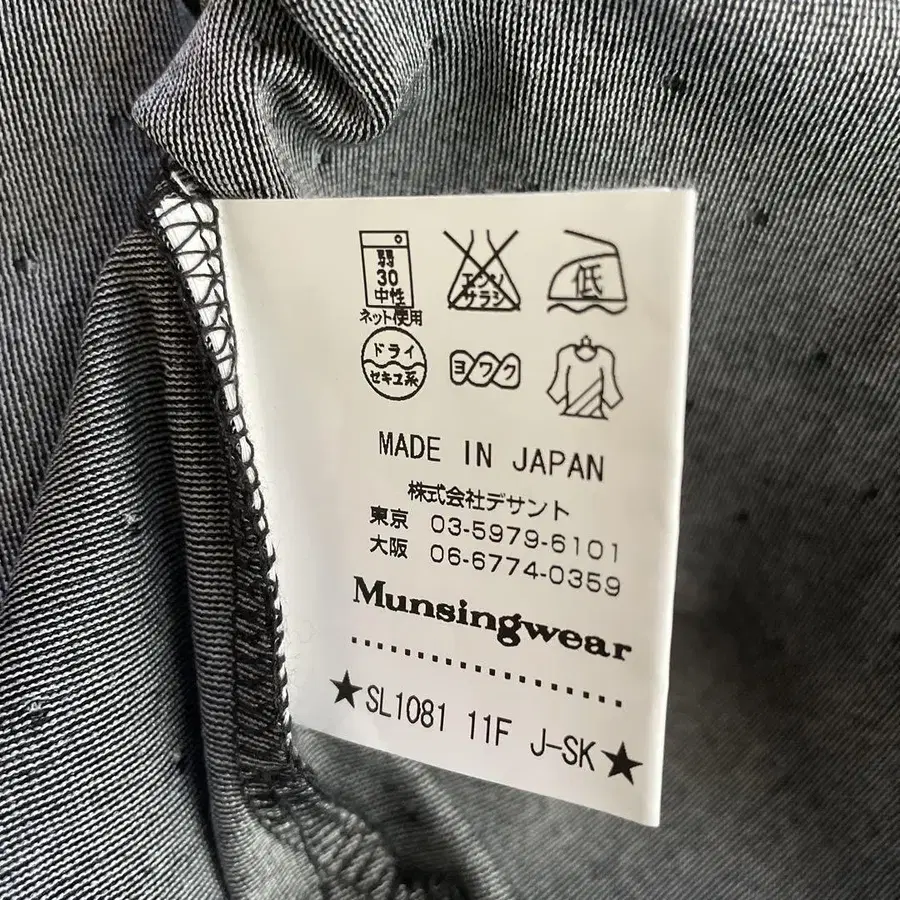 弱
30
中性
ネット使用
エンソ
サラシ
低
ドライ
セキユ系
ヨワク
MADE IN JAPAN
株式会社デサント
東京 03-5979-6101
大阪 06-6774-0359
Munsingwear
★SL1081 11F J-SK★